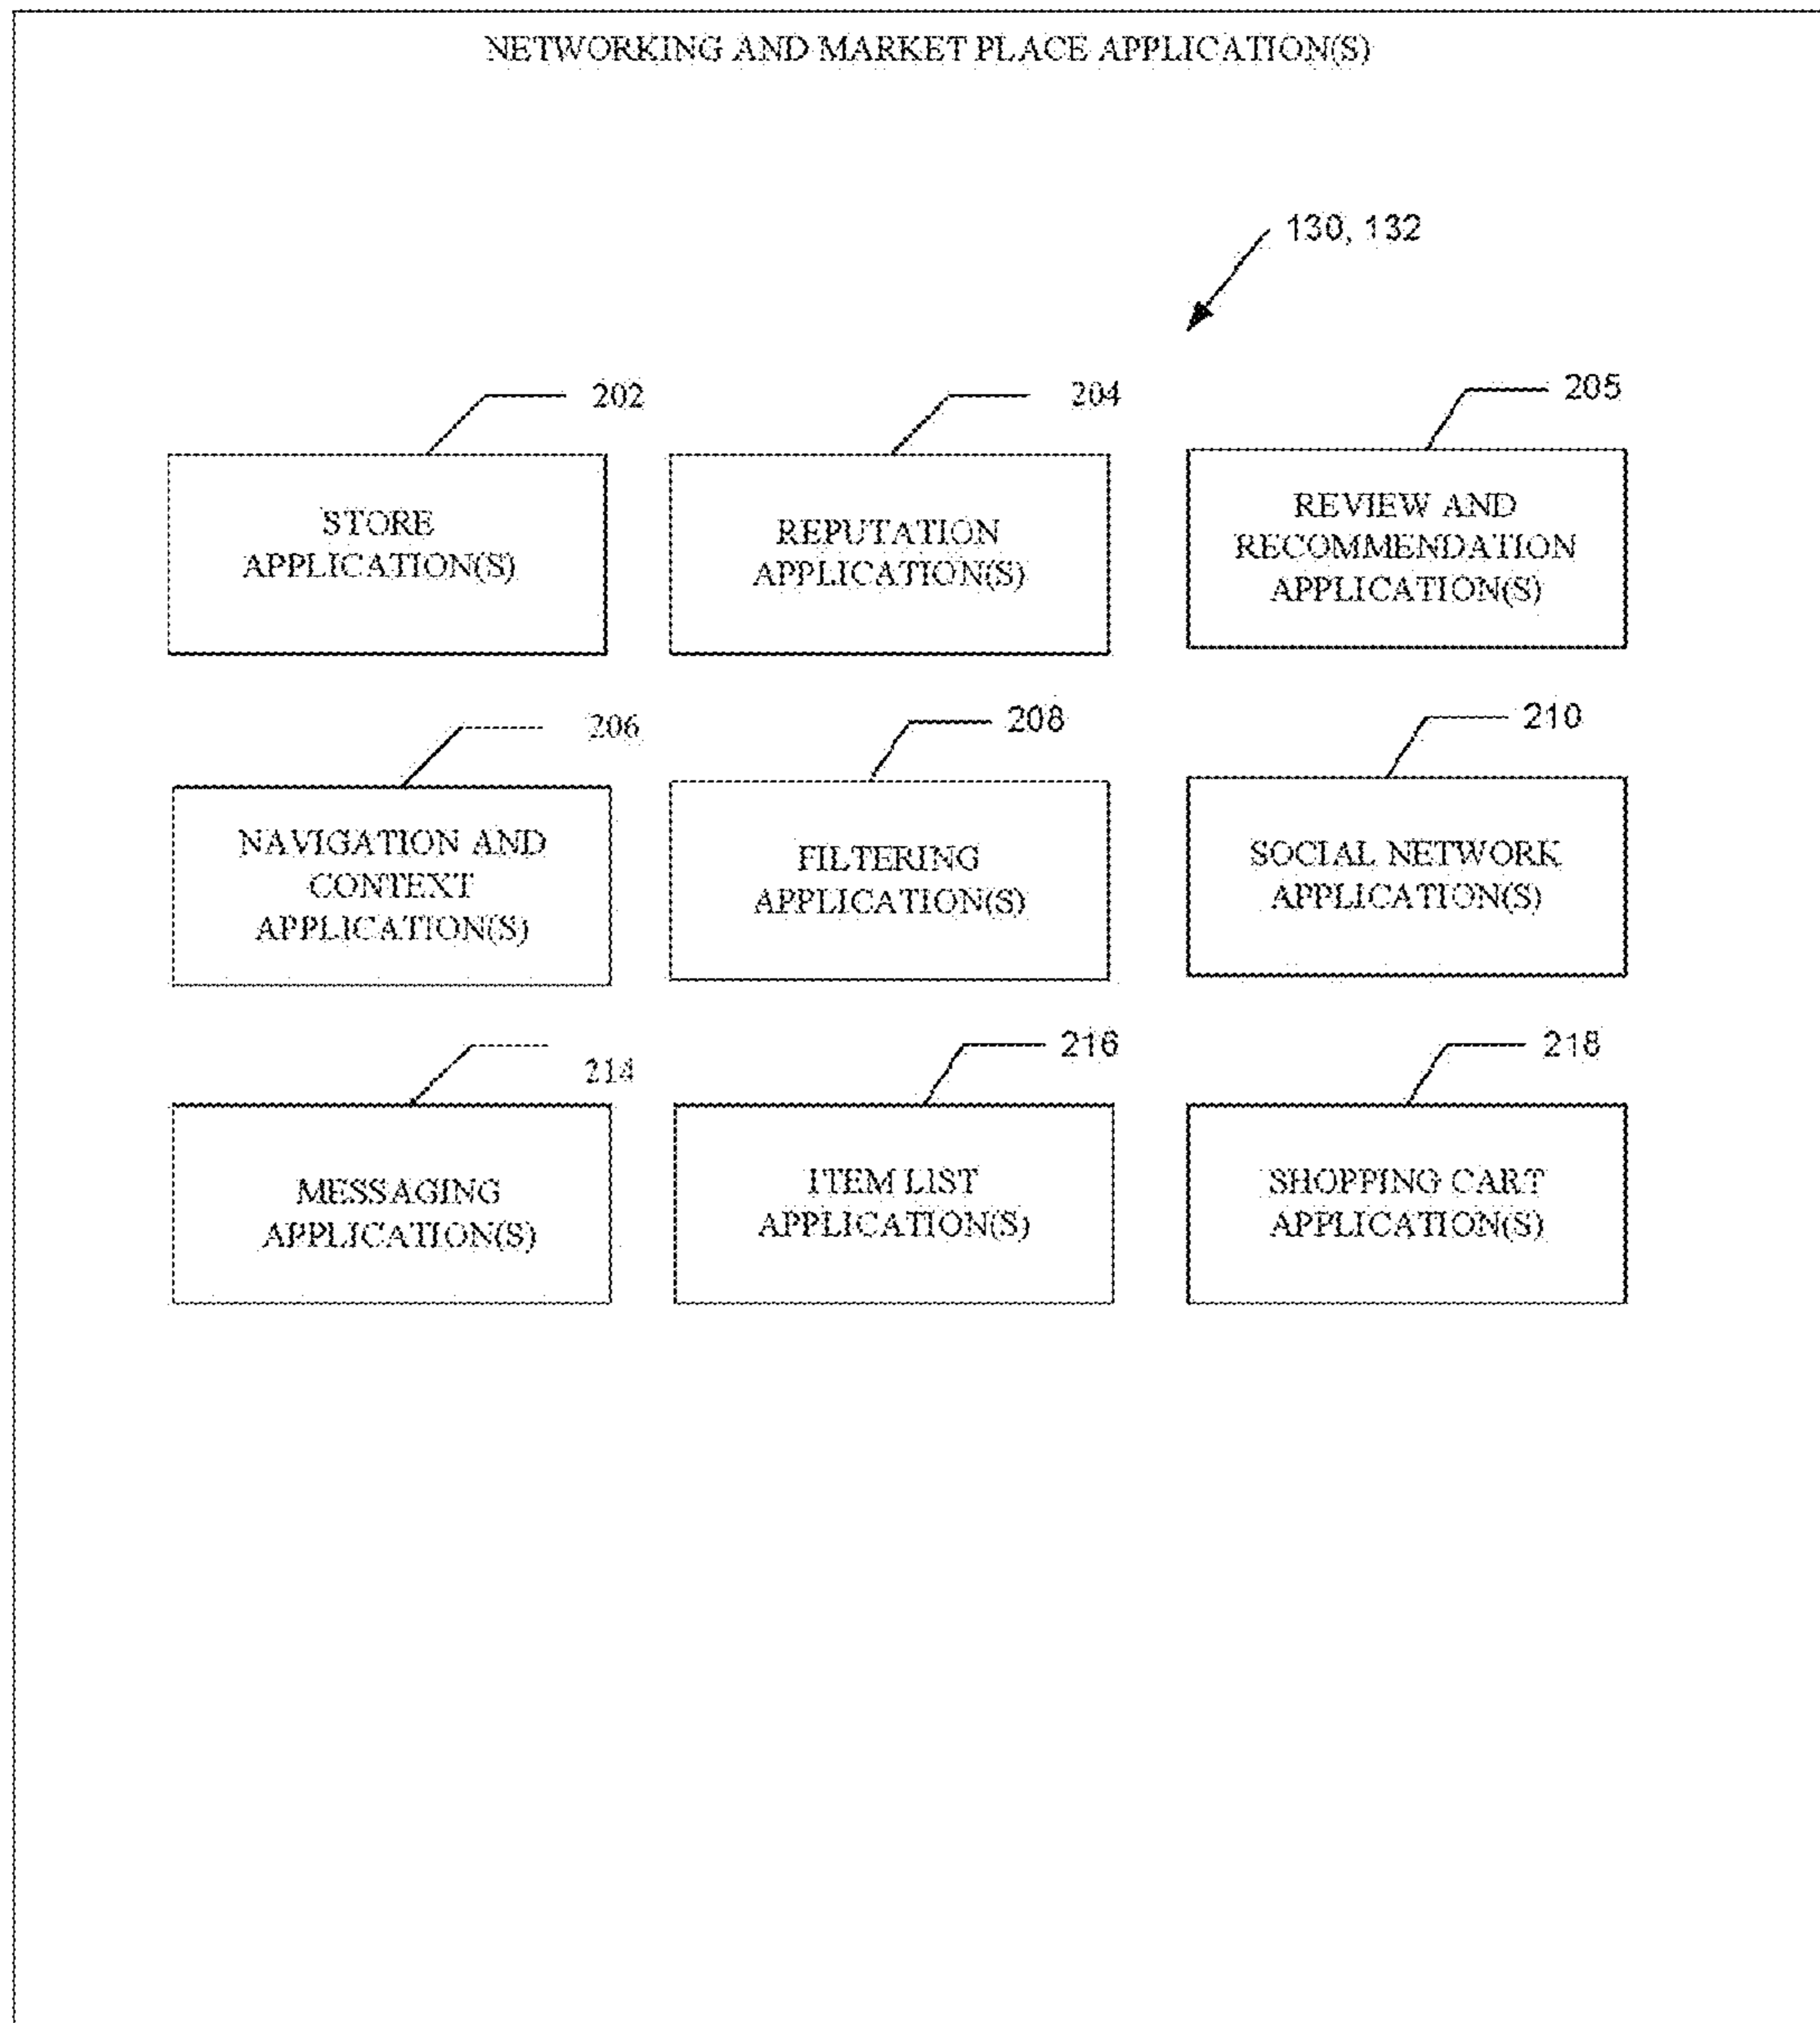 NETWORKING AND MARKET PLACE APPLICATION(S)
130, 132
202
204
205
STORE
APPLICATION(S)
REPUTATION
APPLICATION(S)
REVIEW AND
RECOMMENDATION
APPLICATION(S)
206
208
210
NAVIGATION AND
CONTEXT
APPLICATION(S)
FILTERING
APPLICATION(S)
SOCIAL NETWORK
APPLICATION(S)
214
216
218
MESSAGING
APPLICATION(S)
ITEM LIST
APPLICATION(S)
SHOPPING CART
APPLICATION(S)